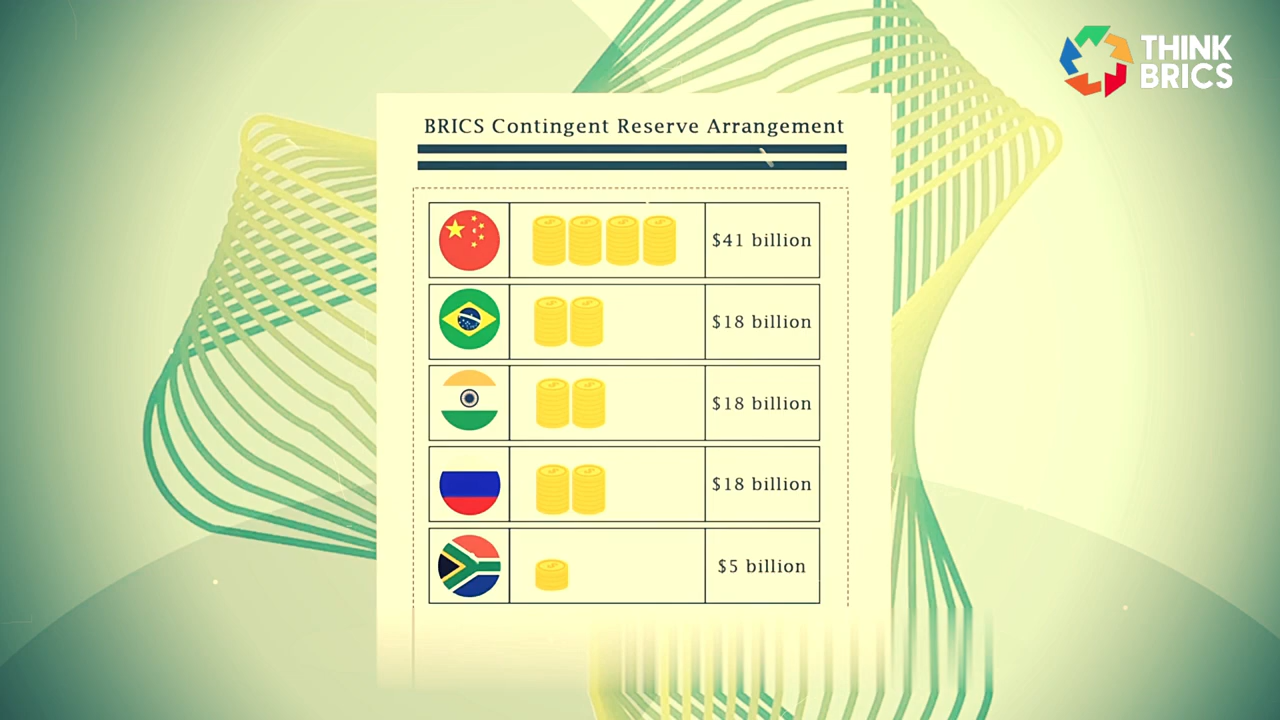 THINK
BRICS
BRICS Contingent Reserve Arrangement
$41 billion
$18 billion
$18 billion
$18 billion
$5 billion